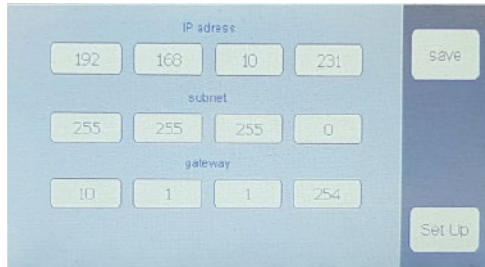 IP adress
192 168 10 231
save
subnet
255 255 255 0
gateway
10 1 1 254
Set Up